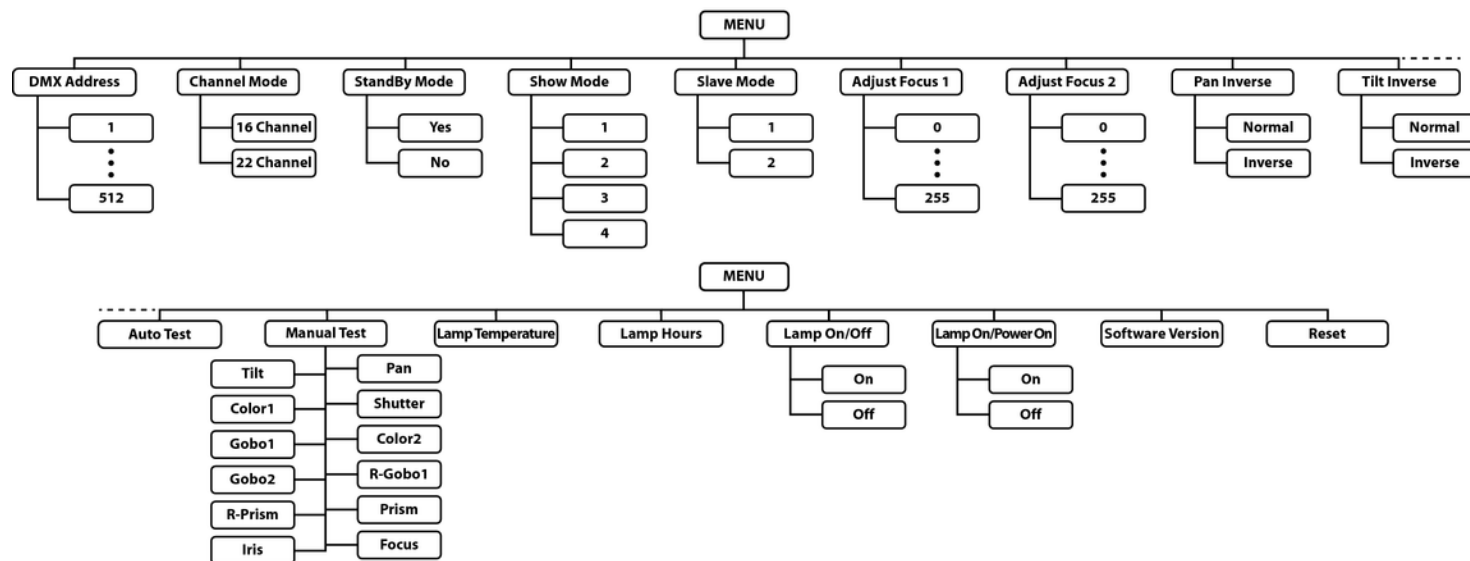 MENU
DMX Address
Channel Mode
StandBy Mode
Show Mode
Slave Mode
Adjust Focus 1
Adjust Focus 2
Pan Inverse
Tilt Inverse
1
512
16 Channel
22 Channel
Yes
No
1
2
3
4
1
2
0
255
0
255
Normal
Inverse
Normal
Inverse
MENU
Auto Test
Manual Test
Lamp Temperature
Lamp Hours
Lamp On/Off
Lamp On/Power On
Software Version
Reset
Tilt
Pan
Color1
Shutter
Gobo1
Color2
Gobo2
R-Gobo1
R-Prism
Prism
Iris
Focus
On
Off
On
Off